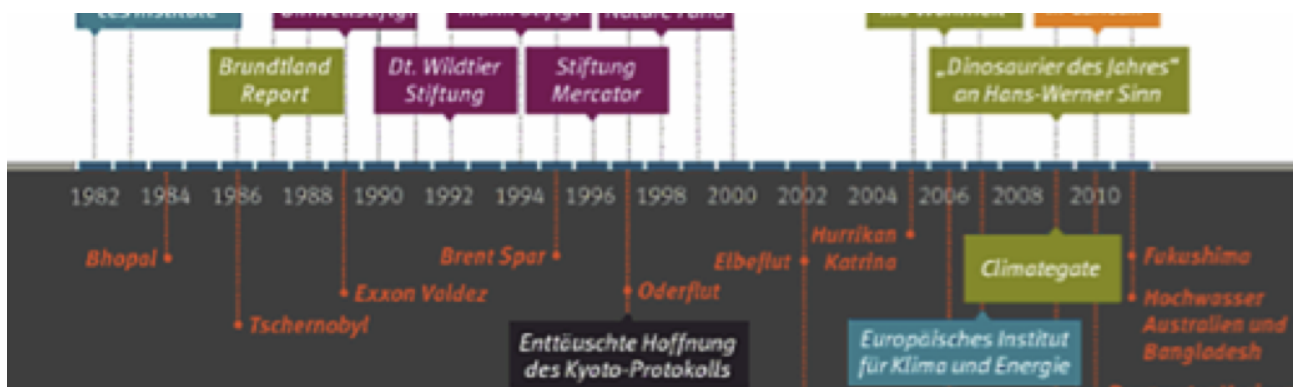 Brundtland
Report
Dt. Wildtier
Stiftung
Stiftung
Mercator
„Dinosaurier des Jahres“
an Hans-Werner Sinn
1982 1984 1986 1988 1990 1992 1994 1996 1998 2000 2002 2004 2006 2008 2010
Bhopal
Tschernobyl
Exxon Valdez
Brent Spar
Oderflut
Enttäuschte Hoffnung
des Kyoto-Protokolls
Elbeflut
Hurrikan
Katrina
Climategate
Europäisches Institut
für Klima und Energie
Fukushima
Hochwasser
Australien und
Bangladesh